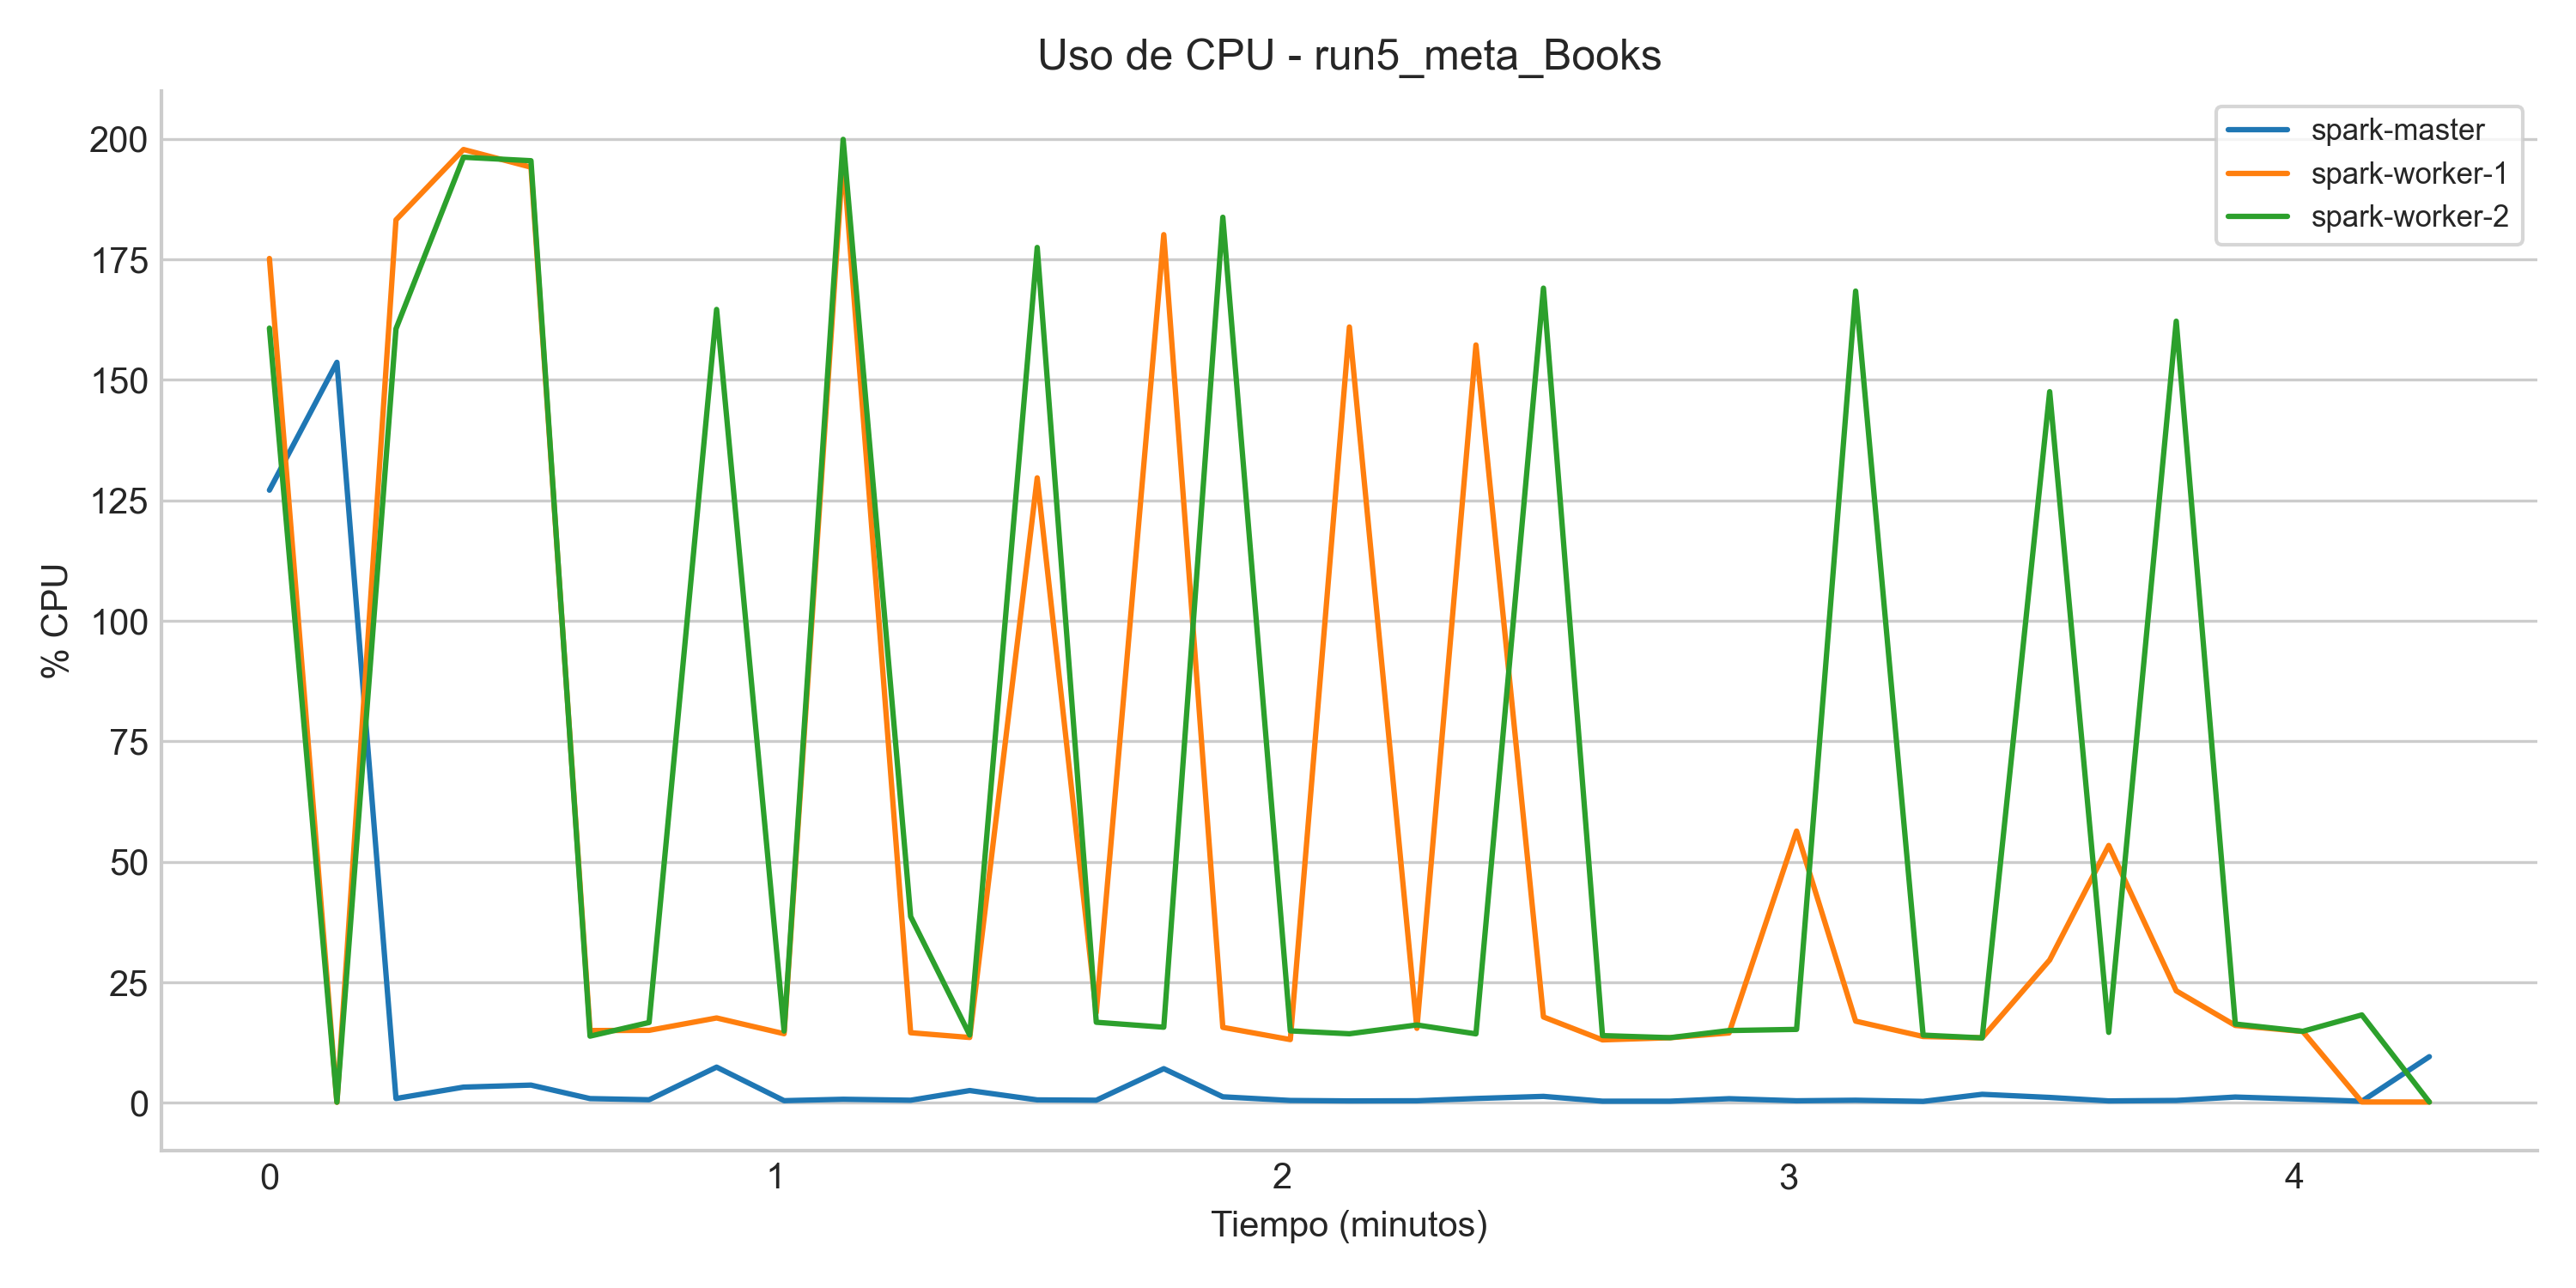 Uso de CPU - run5_meta_Books
spark-master
spark-worker-1
spark-worker-2
200
175
150
125
100
75
50
25
0
% CPU
0 1 2 3 4
Tiempo (minutos)